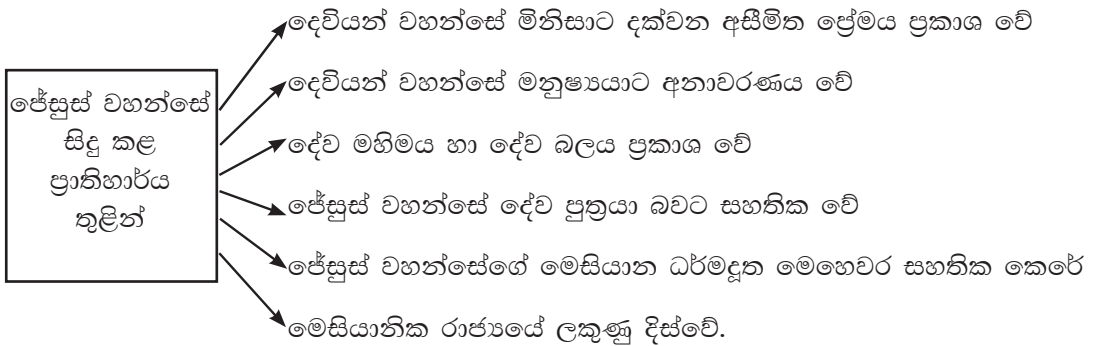 දෙවියන් වහන්සේ මිනිසාට දක්වන අසීමිත ප්‍රේමය ප්‍රකාශ වේ
දෙවියන් වහන්සේ මනුෂ්‍යයාට අනාවරණය වේ
දේව මහිමය හා දේව බලය ප්‍රකාශ වේ
ජේසුස් වහන්සේ දේව පුත්‍රයා බවට සහතික වේ
ජේසුස් වහන්සේගේ මෙසියාන ධර්මදූත මෙහෙවර සහතික කෙරේ
මෙසියානික රාජ්‍යයේ ලකුණු දිස්වේ.
ජේසුස් වහන්සේ
සිදු කළ
ප්‍රාතිහාර්ය
තුළින්